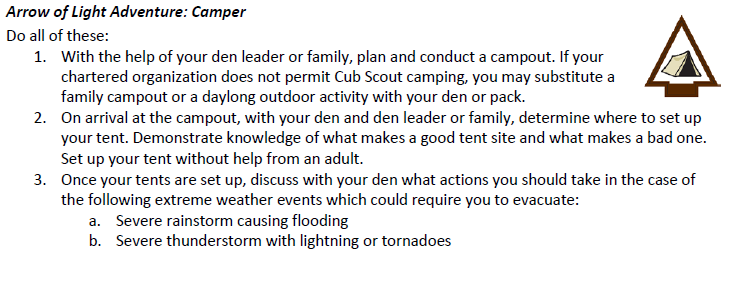 Arrow of Light Adventure: Camper
Do all of these:
1. With the help of your den leader or family, plan and conduct a campout. If your
chartered organization does not permit Cub Scout camping, you may substitute a
family campout or a daylong outdoor activity with your den or pack.
2. On arrival at the campout, with your den and den leader or family, determine where to set up
your tent. Demonstrate knowledge of what makes a good tent site and what makes a bad one.
Set up your tent without help from an adult.
3. Once your tents are set up, discuss with your den what actions you should take in the case of
the following extreme weather events which could require you to evacuate:
a. Severe rainstorm causing flooding
b. Severe thunderstorm with lightning or tornadoes